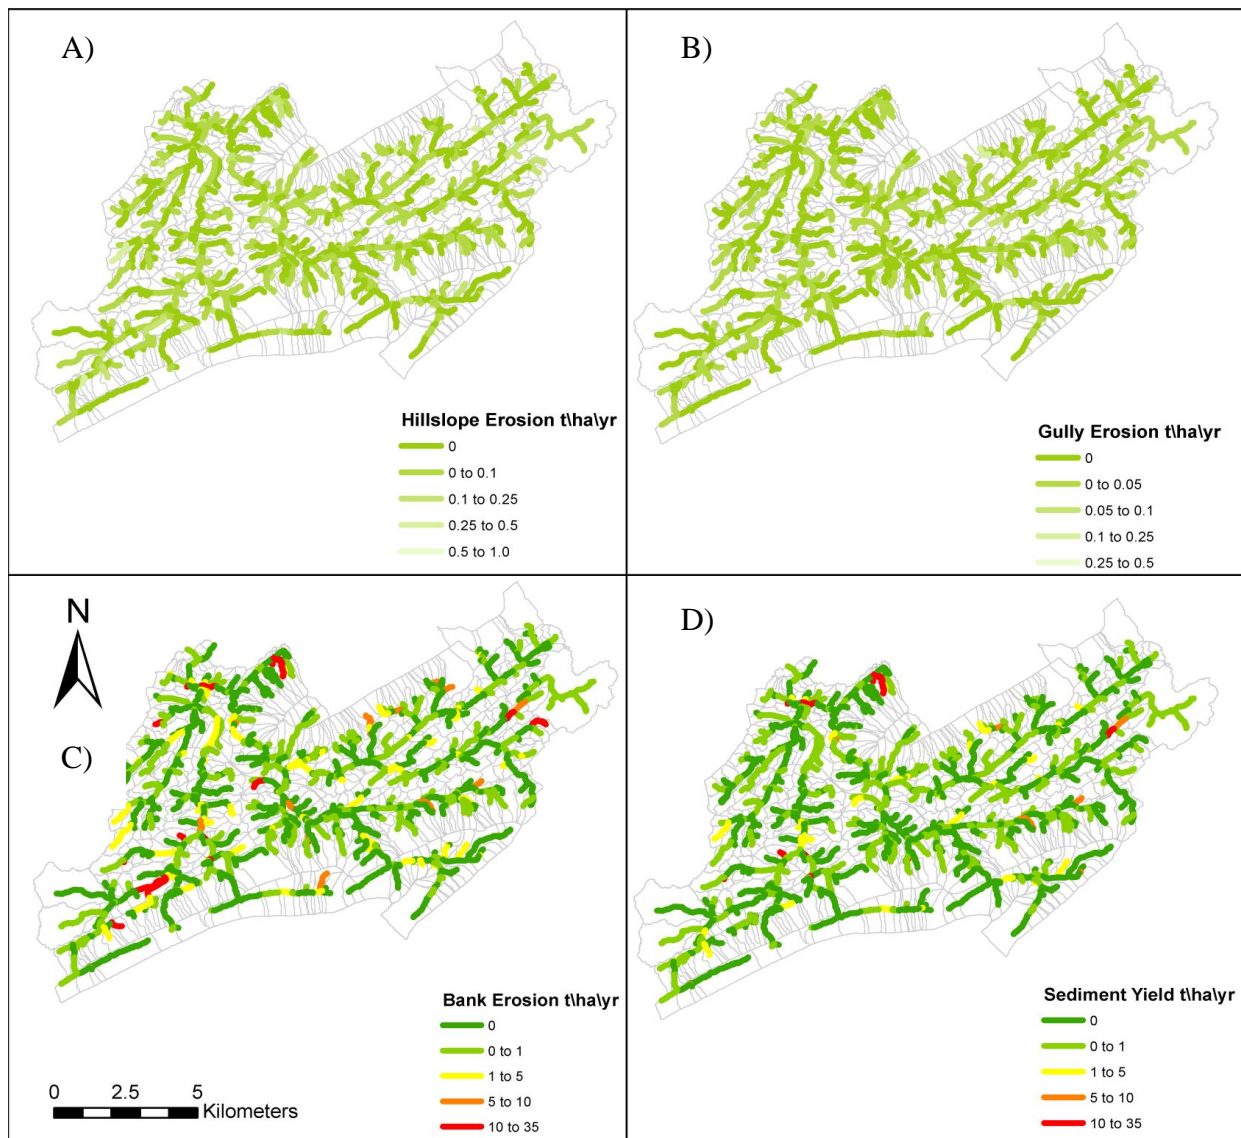 A)
B)
Hillslope Erosion t\ha\yr
0
0 to 0.1
0.1 to 0.25
0.25 to 0.5
0.5 to 1.0
Gully Erosion t\ha\yr
0
0 to 0.05
0.05 to 0.1
0.1 to 0.25
0.25 to 0.5
N
C)
D)
Bank Erosion t\ha\yr
0
0 to 1
1 to 5
5 to 10
10 to 35
0 2.5 5
Kilometers
Sediment Yield t\ha\yr
0
0 to 1
1 to 5
5 to 10
10 to 35